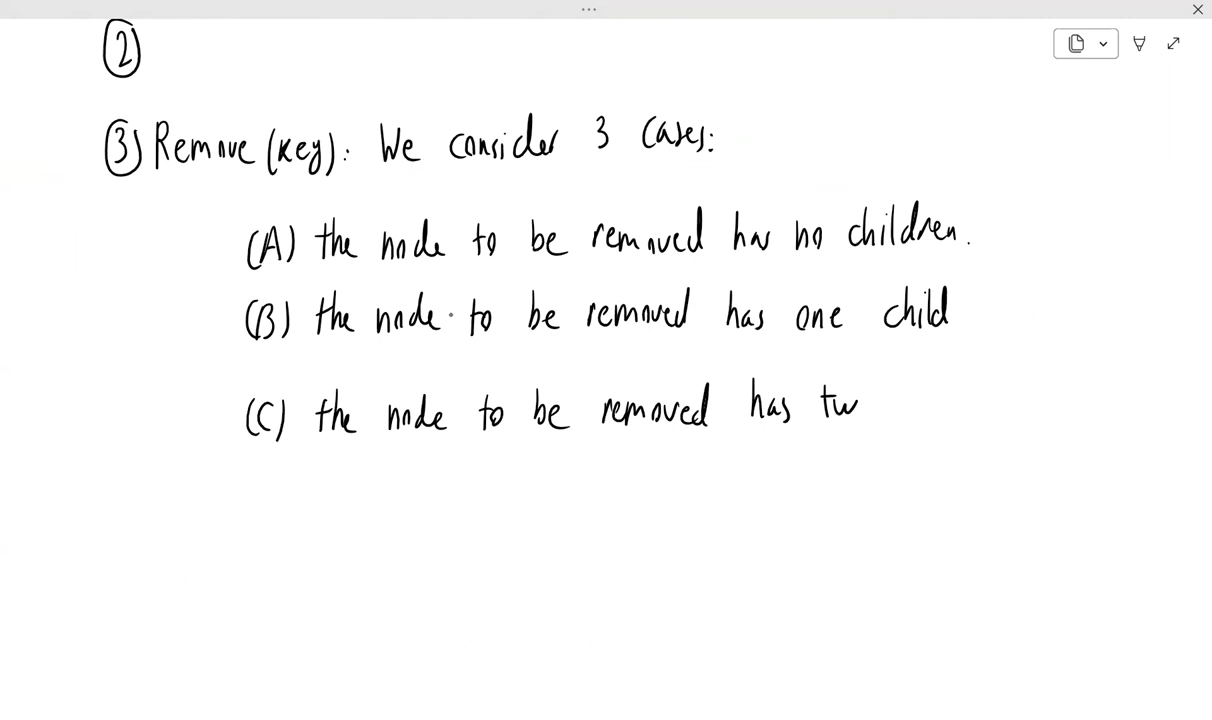 ②
③ Remove (Key): We consider 3 cases:
(A) the node to be removed has no children.
(B) the node to be removed has one child
(C) the node to be removed has tw